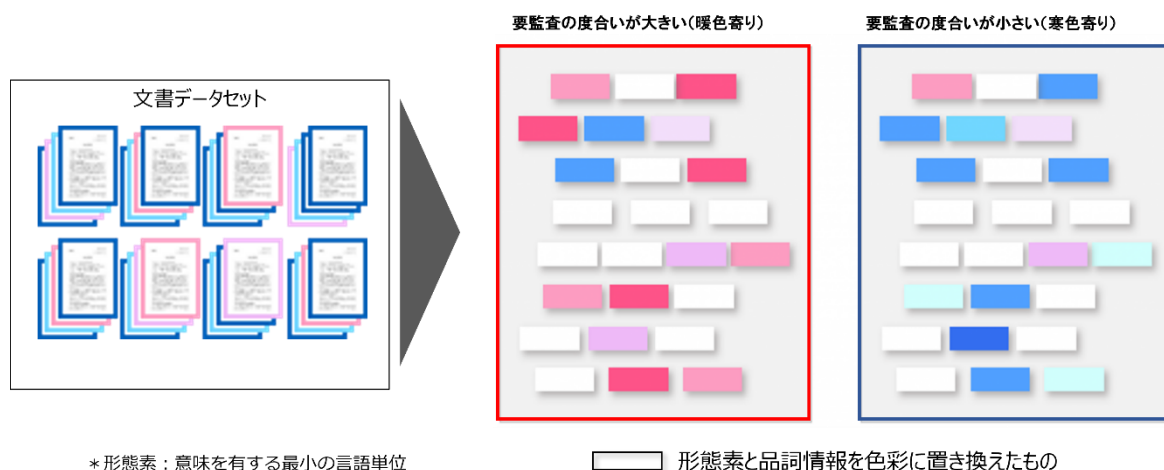 要監査の度合いが大きい(暖色寄り)
要監査の度合いが小さい(寒色寄り)
文書データセット
*形態素:意味を有する最小の言語単位
形態素と品詞情報を色彩に置き換えたもの